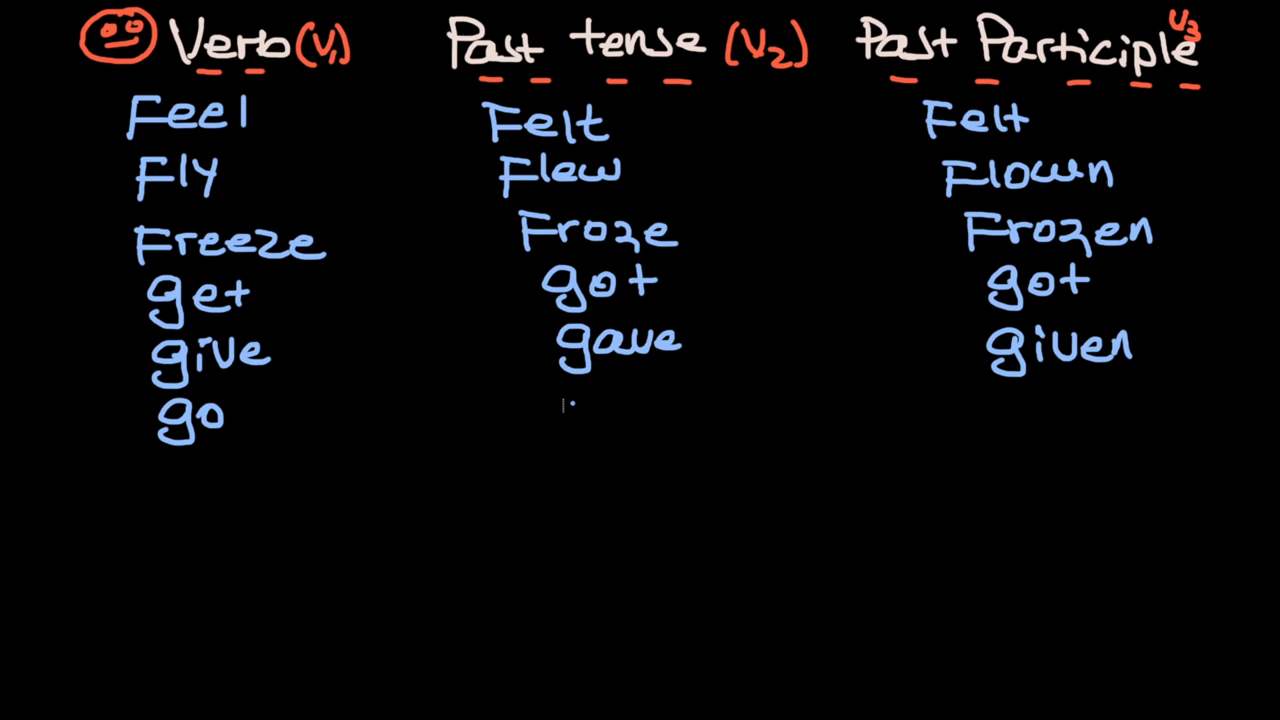 Verb (V1) Past tense (V2) Past Participle V3
Feel Felt Felt
Fly Flew Flown
Freeze Froze Frozen
get got got
give gave given
go